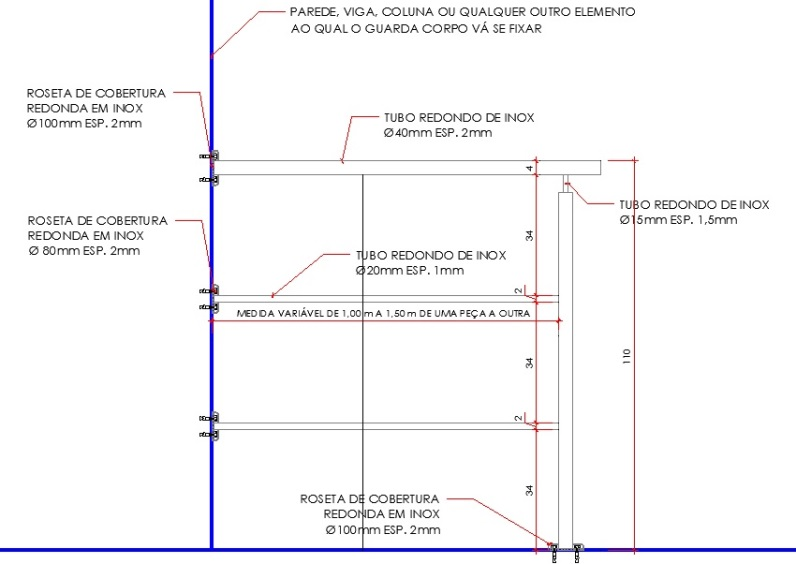 PAREDE, VIGA, COLUNA OU QUALQUER OUTRO ELEMENTO
AO QUAL O GUARDA CORPO VÁ SE FIXAR
ROSETA DE COBERTURA
REDONDA EM INOX
Ø100mm ESP. 2mm
TUBO REDONDO DE INOX
Ø40mm ESP. 2mm
4
TUBO REDONDO DE INOX
Ø15mm ESP. 1,5mm
ROSETA DE COBERTURA
REDONDA EM INOX
Ø 80mm ESP. 2mm
34
TUBO REDONDO DE INOX
Ø20mm ESP. 1mm
2
MEDIDA VARIÁVEL DE 1,00 m A 1,50 m DE UMA PEÇA A OUTRA
34
110
2
34
ROSETA DE COBERTURA
REDONDA EM INOX
Ø100mm ESP. 2mm